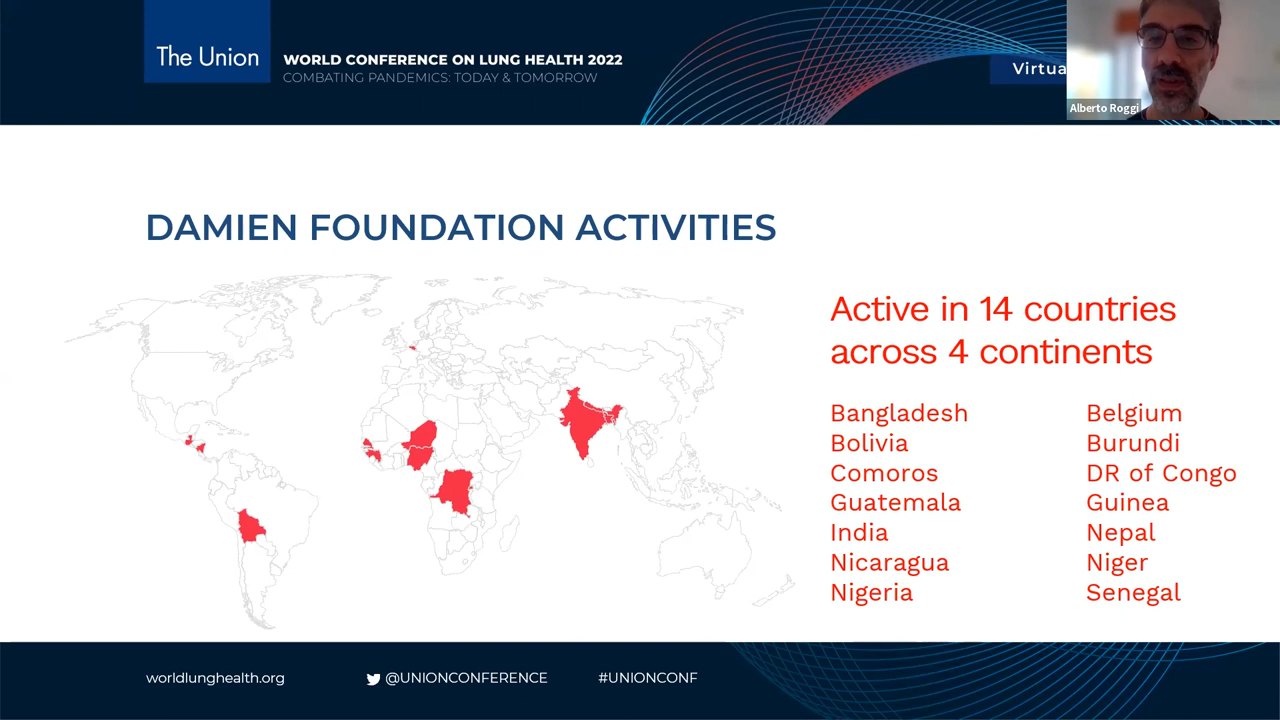 The Union
WORLD CONFERENCE ON LUNG HEALTH 2022
COMBATING PANDEMICS: TODAY & TOMORROW
Alberto Roggi
DAMIEN FOUNDATION ACTIVITIES
Active in 14 countries
across 4 continents
Bangladesh
Bolivia
Comoros
Guatemala
India
Nicaragua
Nigeria
Belgium
Burundi
DR of Congo
Guinea
Nepal
Niger
Senegal
worldlunghealth.org
@UNIONCONFERENCE
#UNIONCONF